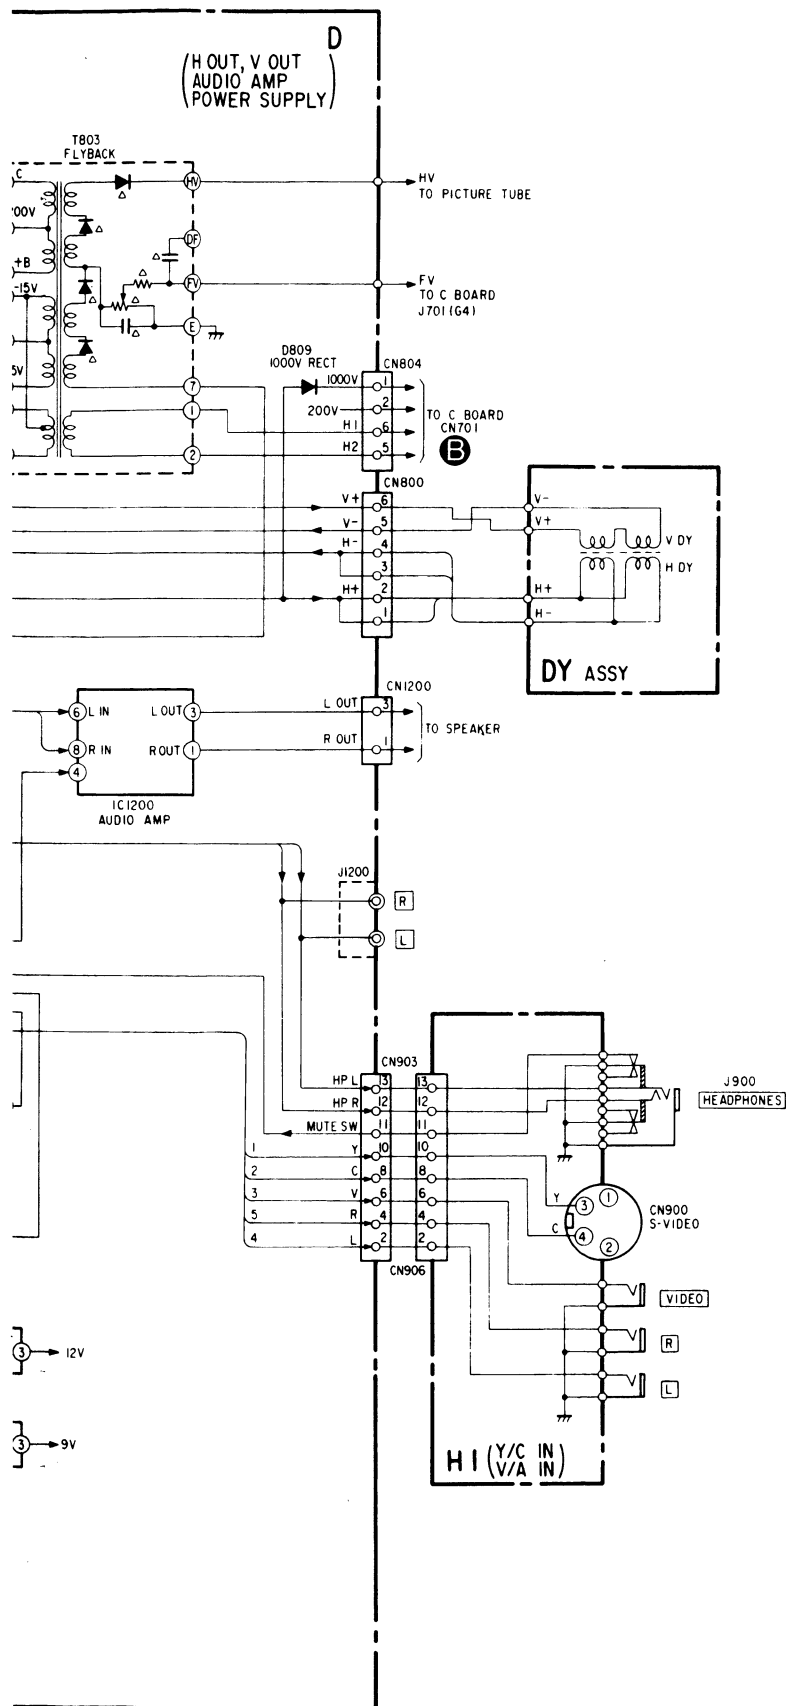 D
(H OUT, V OUT
AUDIO AMP
POWER SUPPLY)
T803
FLYBACK
C
HV
HV
TO PICTURE TUBE
200V
DF
+B
FV
FV
TO C BOARD
J701(G4)
-15V
E
D809
1000V RECT
CN804
5V
7
1000V
1
200V
2
TO C BOARD
CN701
B
1
H1
6
2
H2
5
CN800
V+
6
V-
V-
5
V+
H-
4
V DY
3
H DY
H+
2
H+
1
H-
DY ASSY
CN1200
6
L IN
L OUT
3
L OUT
3
TO SPEAKER
8
R IN
R OUT
1
R OUT
1
4
IC1200
AUDIO AMP
J1200
R
L
CN903
HP L
13
13
J900
HEADPHONES
HP R
12
12
MUTE SW
11
11
1
Y
10
10
2
C
8
8
3
V
6
6
5
R
4
4
4
L
2
2
CN906
Y
3
1
C
4
2
CN900
S-VIDEO
VIDEO
R
L
3
12V
3
9V
H1 (Y/C IN
V/A IN)